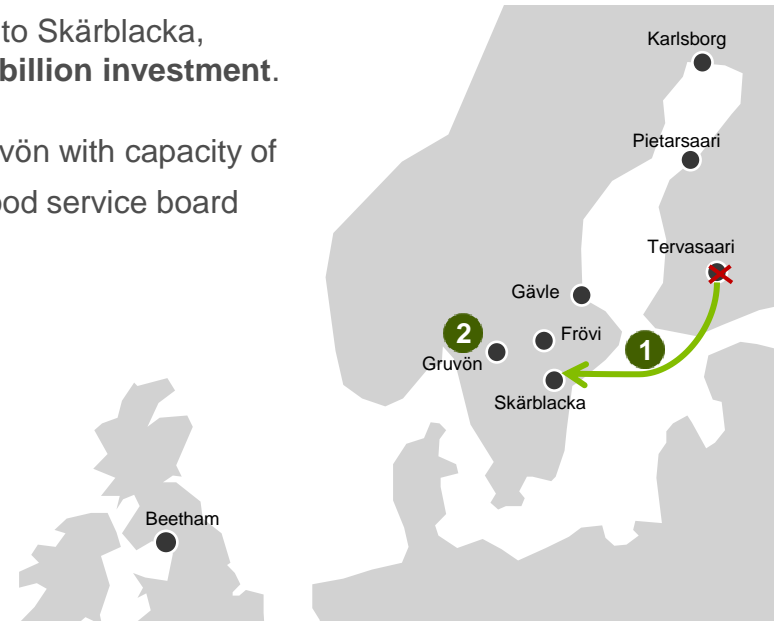 to Skärblacka,
billion investment.
vön with capacity of
ood service board
Karlsborg
Pietarsaari
Tervasaari
Gävle
2
Frövi
1
Gruvön
Skärblacka
Beetham